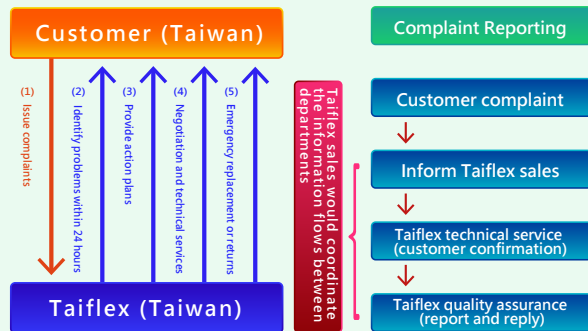 Customer (Taiwan)
(1)
Issue complaints
(2)
Identify problems within 24 hours
(3)
Provide action plans
(4)
Negotiation and technical services
(5)
Emergency replacement or returns
Taiflex (Taiwan)
Taiflex sales would coordinate
the information flows between
departments
Complaint Reporting
Customer complaint
Inform Taiflex sales
Taiflex technical service
(customer confirmation)
Taiflex quality assurance
(report and reply)